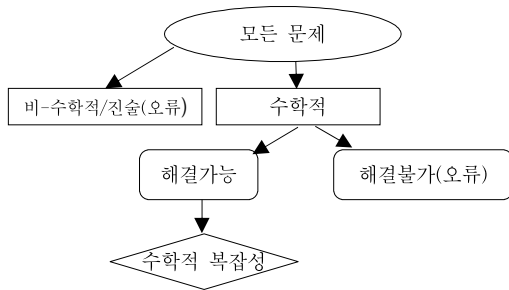 모든 문제
비-수학적/진술(오류)
수학적
해결가능
해결불가(오류)
수학적 복잡성